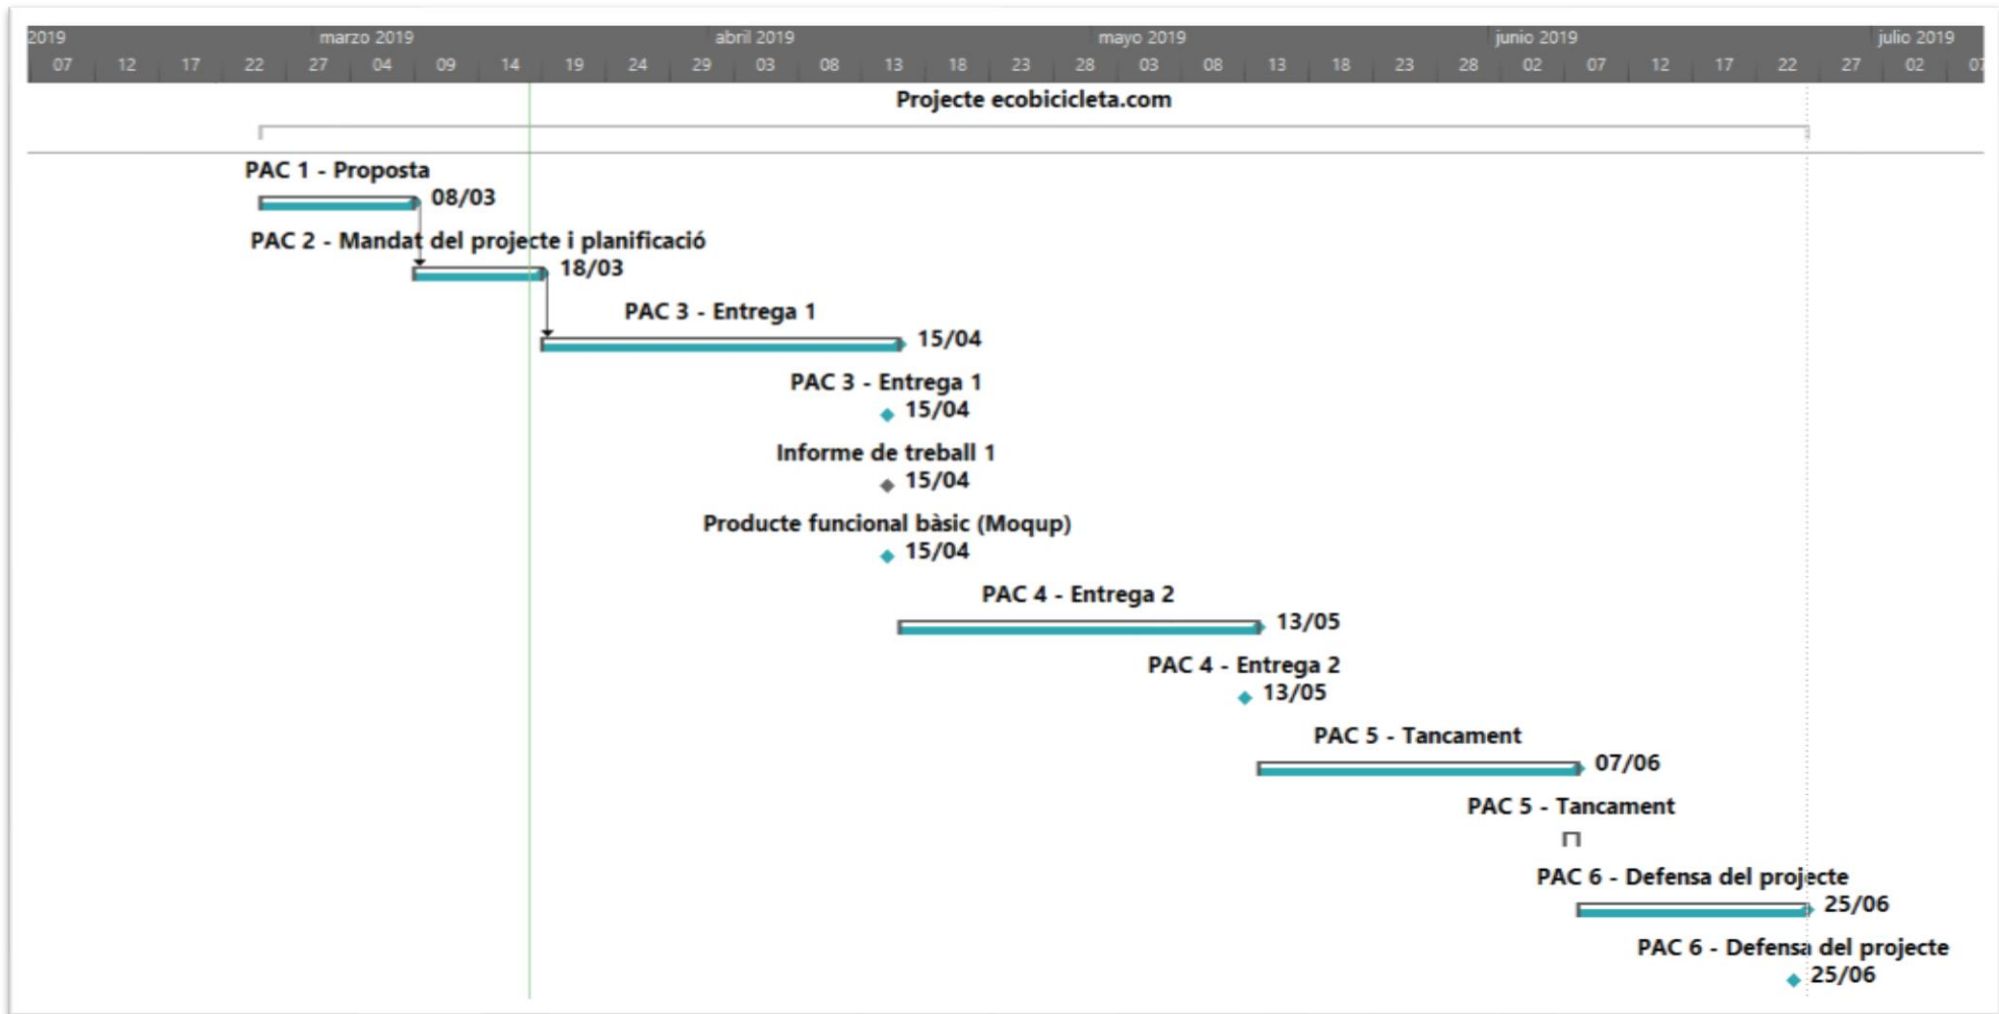 2019 marzo 2019 abril 2019 mayo 2019 junio 2019 julio 2019
07 12 17 22 27 04 09 14 19 24 29 03 08 13 18 23 28 03 08 13 18 23 28 02 07 12 17 22 27 02 07
Projecte ecobicicleta.com
PAC 1 - Proposta
08/03
PAC 2 - Mandat del projecte i planificació
18/03
PAC 3 - Entrega 1
15/04
PAC 3 - Entrega 1
15/04
Informe de treball 1
15/04
Producte funcional bàsic (Moqup)
15/04
PAC 4 - Entrega 2
13/05
PAC 4 - Entrega 2
13/05
PAC 5 - Tancament
07/06
PAC 5 - Tancament
PAC 6 - Defensa del projecte
25/06
PAC 6 - Defensa del projecte
25/06